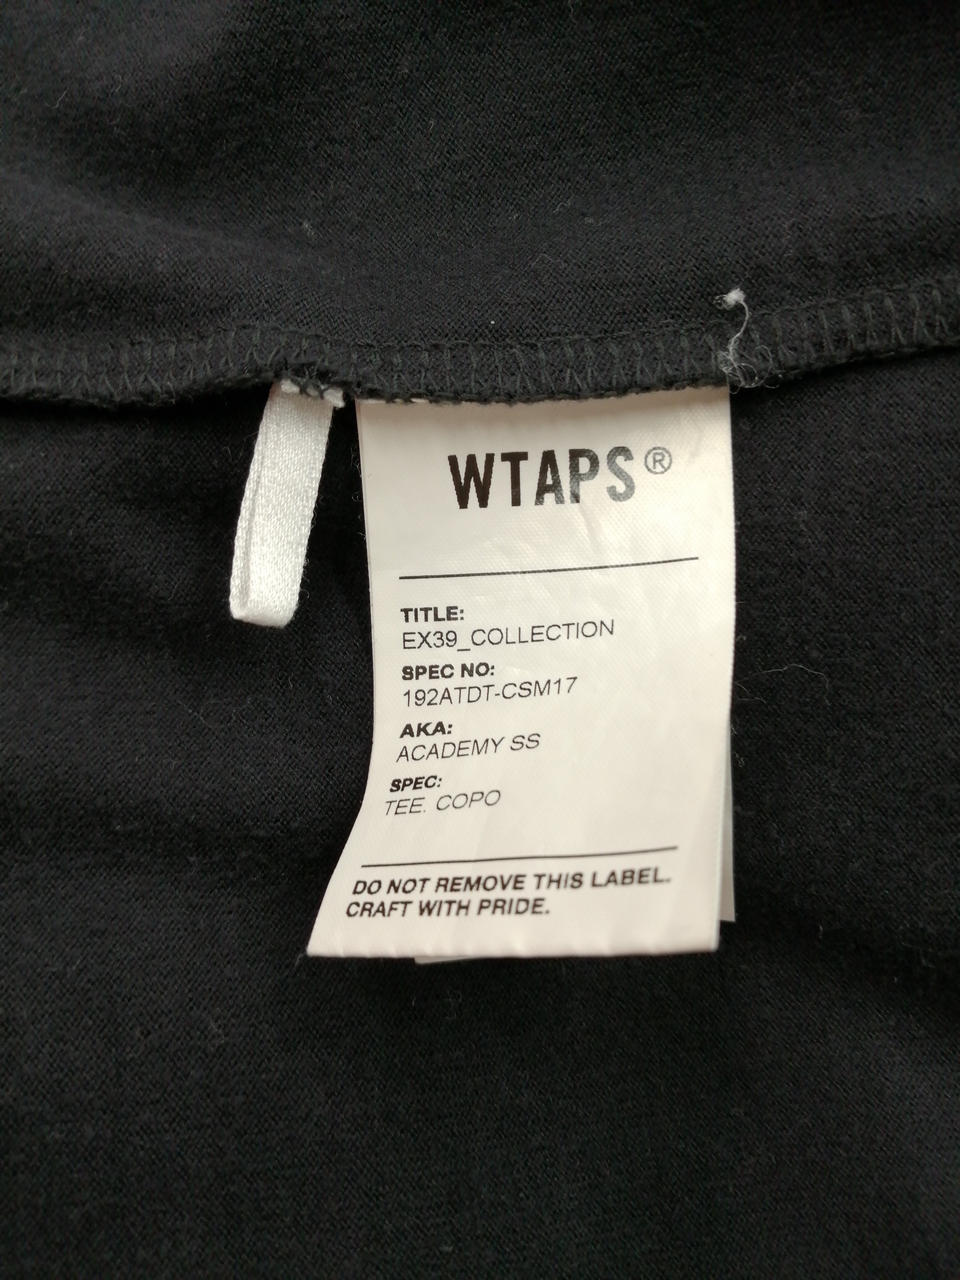 WTAPS®
TITLE:
EX39_COLLECTION
SPEC NO:
192ATDT-CSM17
AKA:
ACADEMY SS
SPEC:
TEE. COPO
DO NOT REMOVE THIS LABEL.
CRAFT WITH PRIDE.